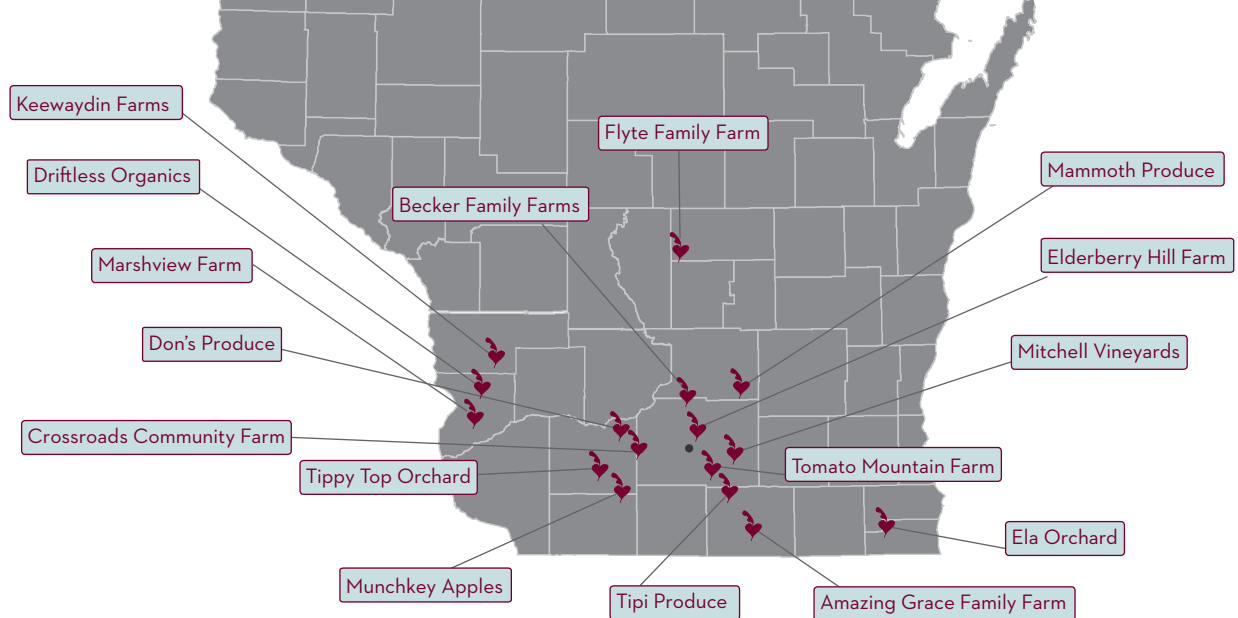 Keewaydin Farms
Flyte Family Farm
Mammoth Produce
Driftless Organics
Becker Family Farms
Elderberry Hill Farm
Marshview Farm
Don's Produce
Mitchell Vineyards
Crossroads Community Farm
Tomato Mountain Farm
Tippy Top Orchard
Ela Orchard
Munchkey Apples
Tipi Produce
Amazing Grace Family Farm